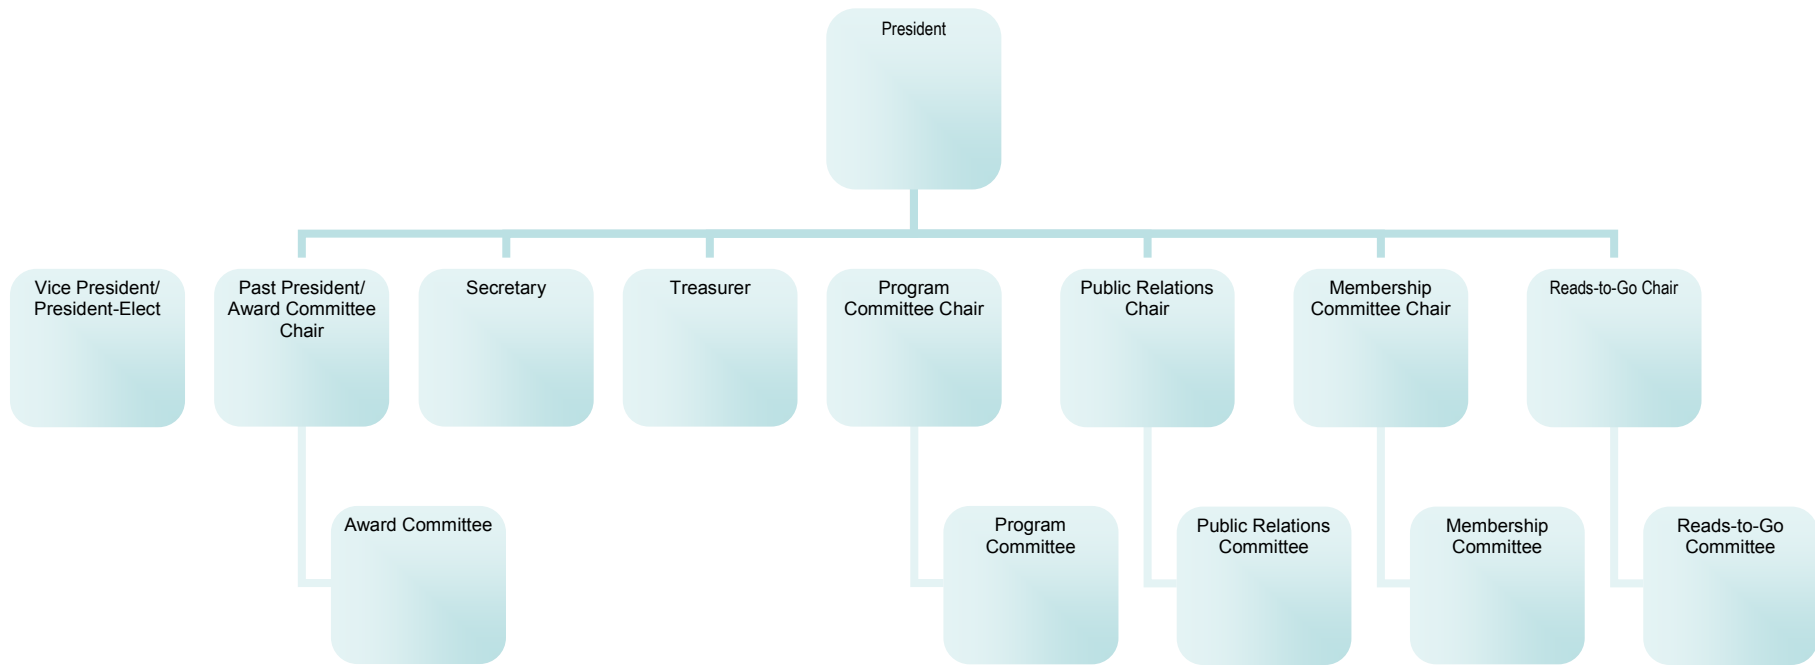 President
Vice President/
President-Elect
Past President/
Award Committee
Chair
Secretary
Treasurer
Program
Committee Chair
Public Relations
Chair
Membership
Committee Chair
Reads-to-Go Chair
Award Committee
Program
Committee
Public Relations
Committee
Membership
Committee
Reads-to-Go
Committee